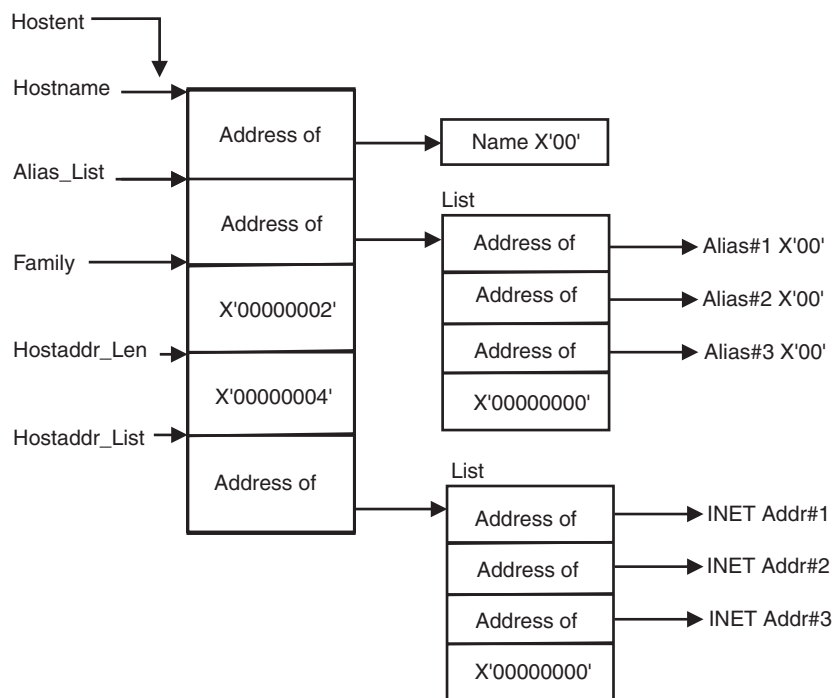 Hostent
Hostname
Address of
Name X'00'
Alias_List
List
Address of
Address of
Alias#1 X'00'
Family
X'00000002'
Address of
Alias#2 X'00'
Hostaddr_Len
Address of
Alias#3 X'00'
X'00000004'
X'00000000'
Hostaddr_List
List
Address of
Address of
INET Addr#1
Address of
INET Addr#2
Address of
INET Addr#3
X'00000000'